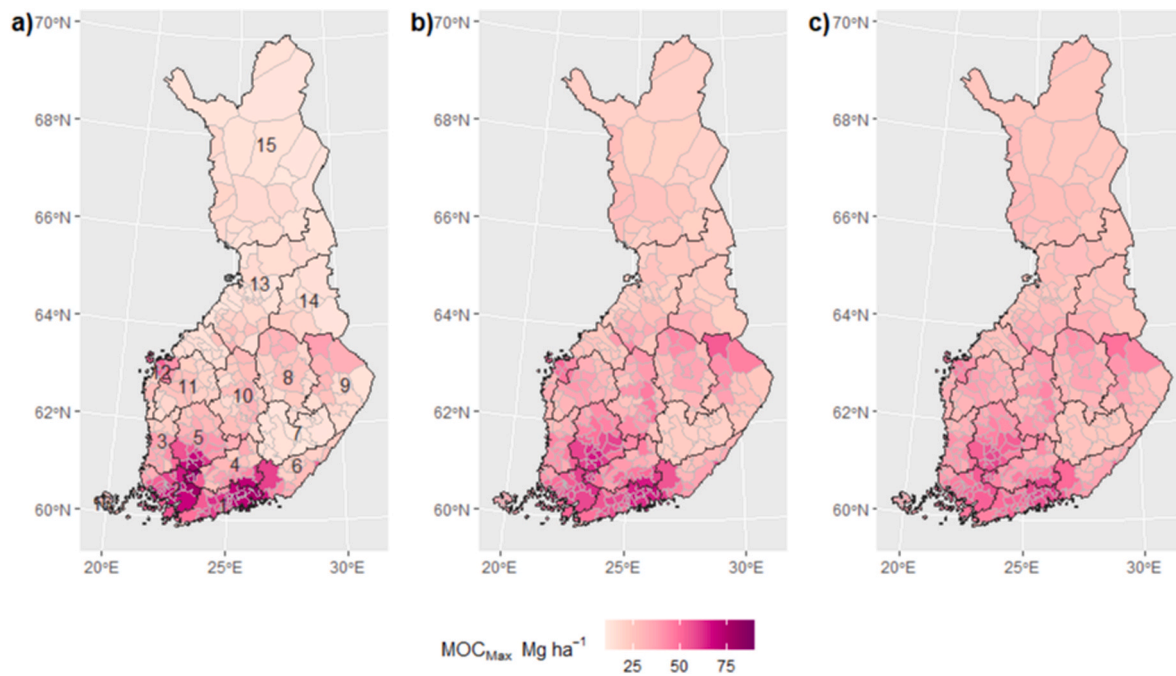 a) b) c)
70°N 70°N 70°N
68°N 68°N 68°N
15
66°N 66°N 66°N
13
14
64°N 64°N 64°N
12
11 8 9
10
62°N 62°N 62°N
3 5 7
4 6
60°N 60°N 60°N
20°E 25°E 30°E 20°E 25°E 30°E 20°E 25°E 30°E
MOCMax Mg ha⁻¹
25 50 75